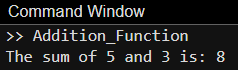 Command Window
>> Addition_Function
The sum of 5 and 3 is: 8